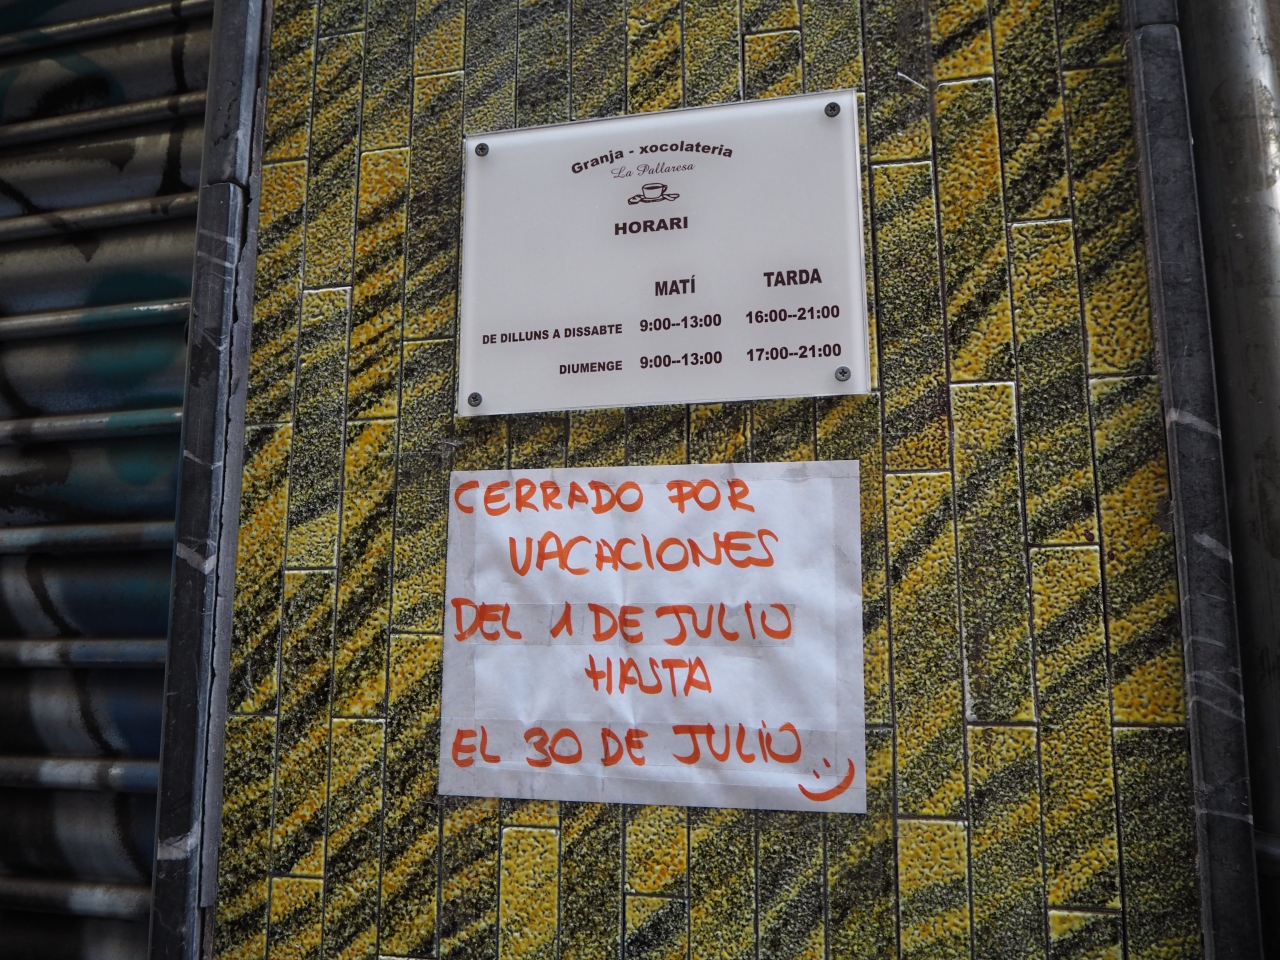 Granja - xocolateria
La Pallaresa
HORARI
MATÍ TARDA
DE DILLUNS A DISSABTE 9:00--13:00 16:00--21:00
DIUMENGE 9:00--13:00 17:00--21:00
CERRADO POR
VACACIONES
DEL 1 DE JULIO
HASTA
EL 30 DE JULIO